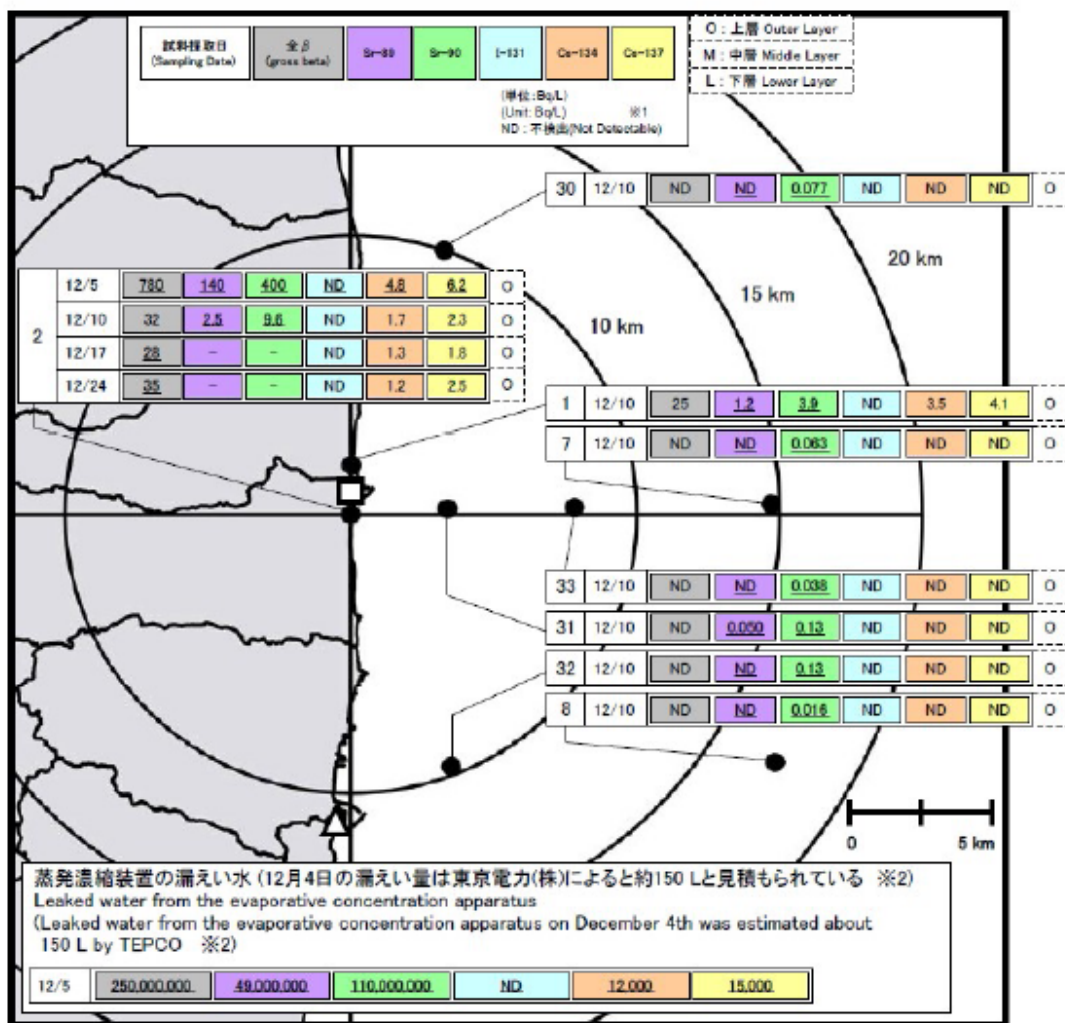 試料採取日 全β Sr-89 Sr-90 I-131 Cs-134 Cs-137
(Sampling Date) (gross beta)
(単位:Bq/L)
(Unit: Bq/L) ※1
ND : 不検出(Not Detectable)
O : 上層 Outer Layer
M : 中層 Middle Layer
L : 下層 Lower Layer
30 12/10 ND ND 0.077 ND ND ND O
20 km
15 km
10 km
2
12/5 780 140 400 ND 4.8 6.2 O
12/10 32 2.5 9.6 ND 1.7 2.3 O
12/17 28 - - ND 1.3 1.8 O
12/24 35 - - ND 1.2 2.5 O
1 12/10 25 1.2 3.9 ND 3.5 4.1 O
7 12/10 ND ND 0.063 ND ND ND O
33 12/10 ND ND 0.038 ND ND ND O
31 12/10 ND 0.050 0.13 ND ND ND O
32 12/10 ND ND 0.13 ND ND ND O
8 12/10 ND ND 0.016 ND ND ND O
0 5 km
蒸発濃縮装置の漏えい水 (12月4日の漏えい量は東京電力(株)によると約150 Lと見積もられている ※2)
Leaked water from the evaporative concentration apparatus
(Leaked water from the evaporative concentration apparatus on December 4th was estimated about
150 L by TEPCO ※2)
12/5 250,000,000 49,000,000 110,000,000 ND 12,000 15,000